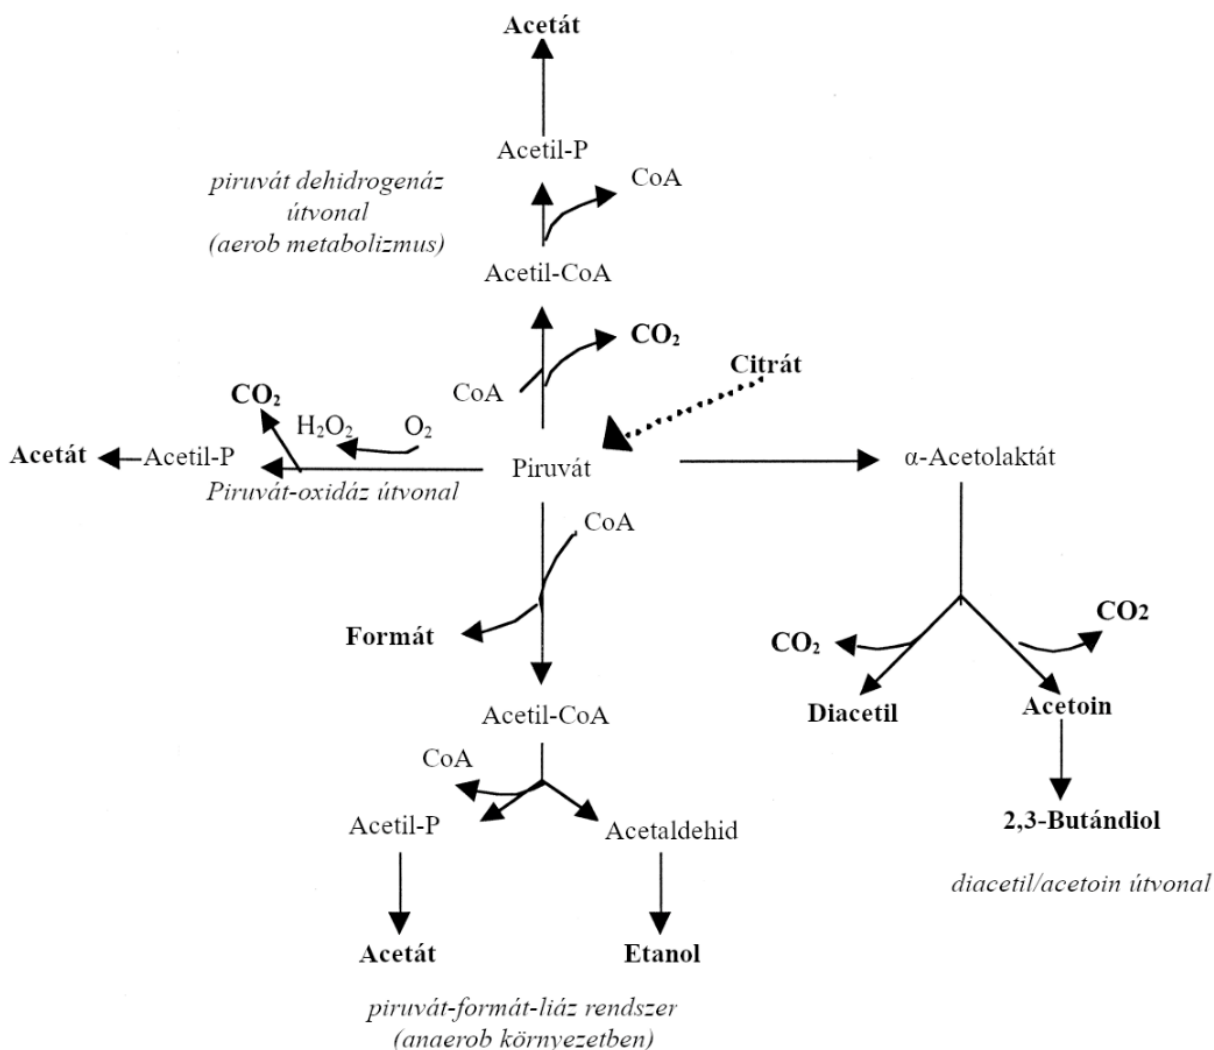 Acetát
Acetil-P
CoA
piruvát dehidrogenáz
útvonal
(aerob metabolizmus)
Acetil-CoA
CO₂
Citrát
CoA
CO₂
H₂O₂
O₂
Acetát
Acetil-P
Piruvát
α-Acetolaktát
Piruvát-oxidáz útvonal
CoA
Formát
CO₂
CO2
Acetil-CoA
Diacetil
Acetoin
CoA
Acetil-P
Acetaldehid
2,3-Butándiol
diacetil/acetoin útvonal
Acetát
Etanol
piruvát-formát-liáz rendszer
(anaerob környezetben)